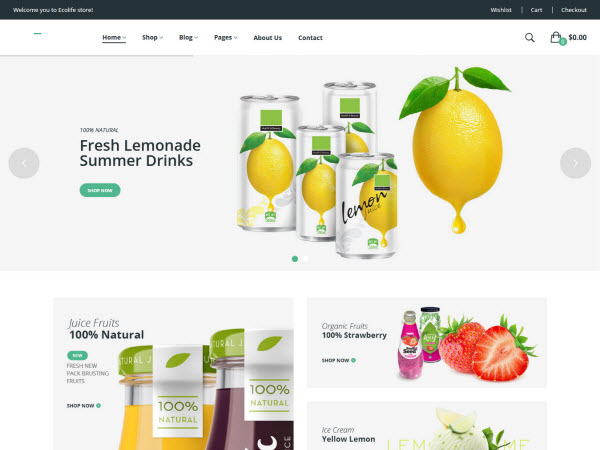 Welcome you to Ecolife store!
Wishlist | Cart | Checkout
Home Shop Blog Pages About Us Contact
0 $0.00
100% NATURAL
Fresh Lemonade
Summer Drinks
SHOP NOW
lemon
juice
Juice Fruits
100% Natural
NEW
FRESH NEW
PACK BRUSTING
FRUITS
SHOP NOW
100%
NATURAL
100%
NATURAL
Organic Fruits
100% Strawberry
SHOP NOW
Ice Cream
Yellow Lemon